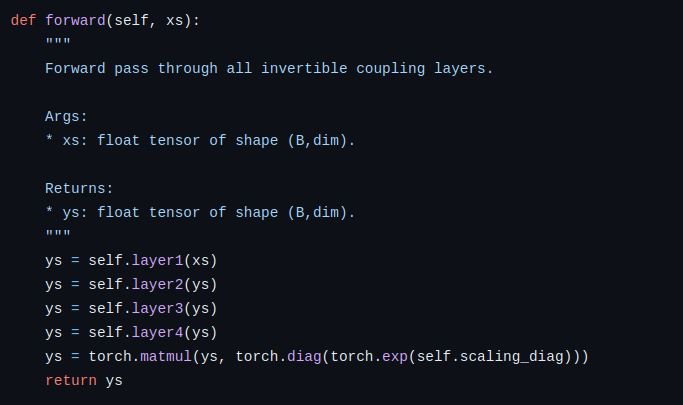 def forward(self, xs):
    """
    Forward pass through all invertible coupling layers.

    Args:
    * xs: float tensor of shape (B,dim).

    Returns:
    * ys: float tensor of shape (B,dim).
    """
    ys = self.layer1(xs)
    ys = self.layer2(ys)
    ys = self.layer3(ys)
    ys = self.layer4(ys)
    ys = torch.matmul(ys, torch.diag(torch.exp(self.scaling_diag)))
    return ys